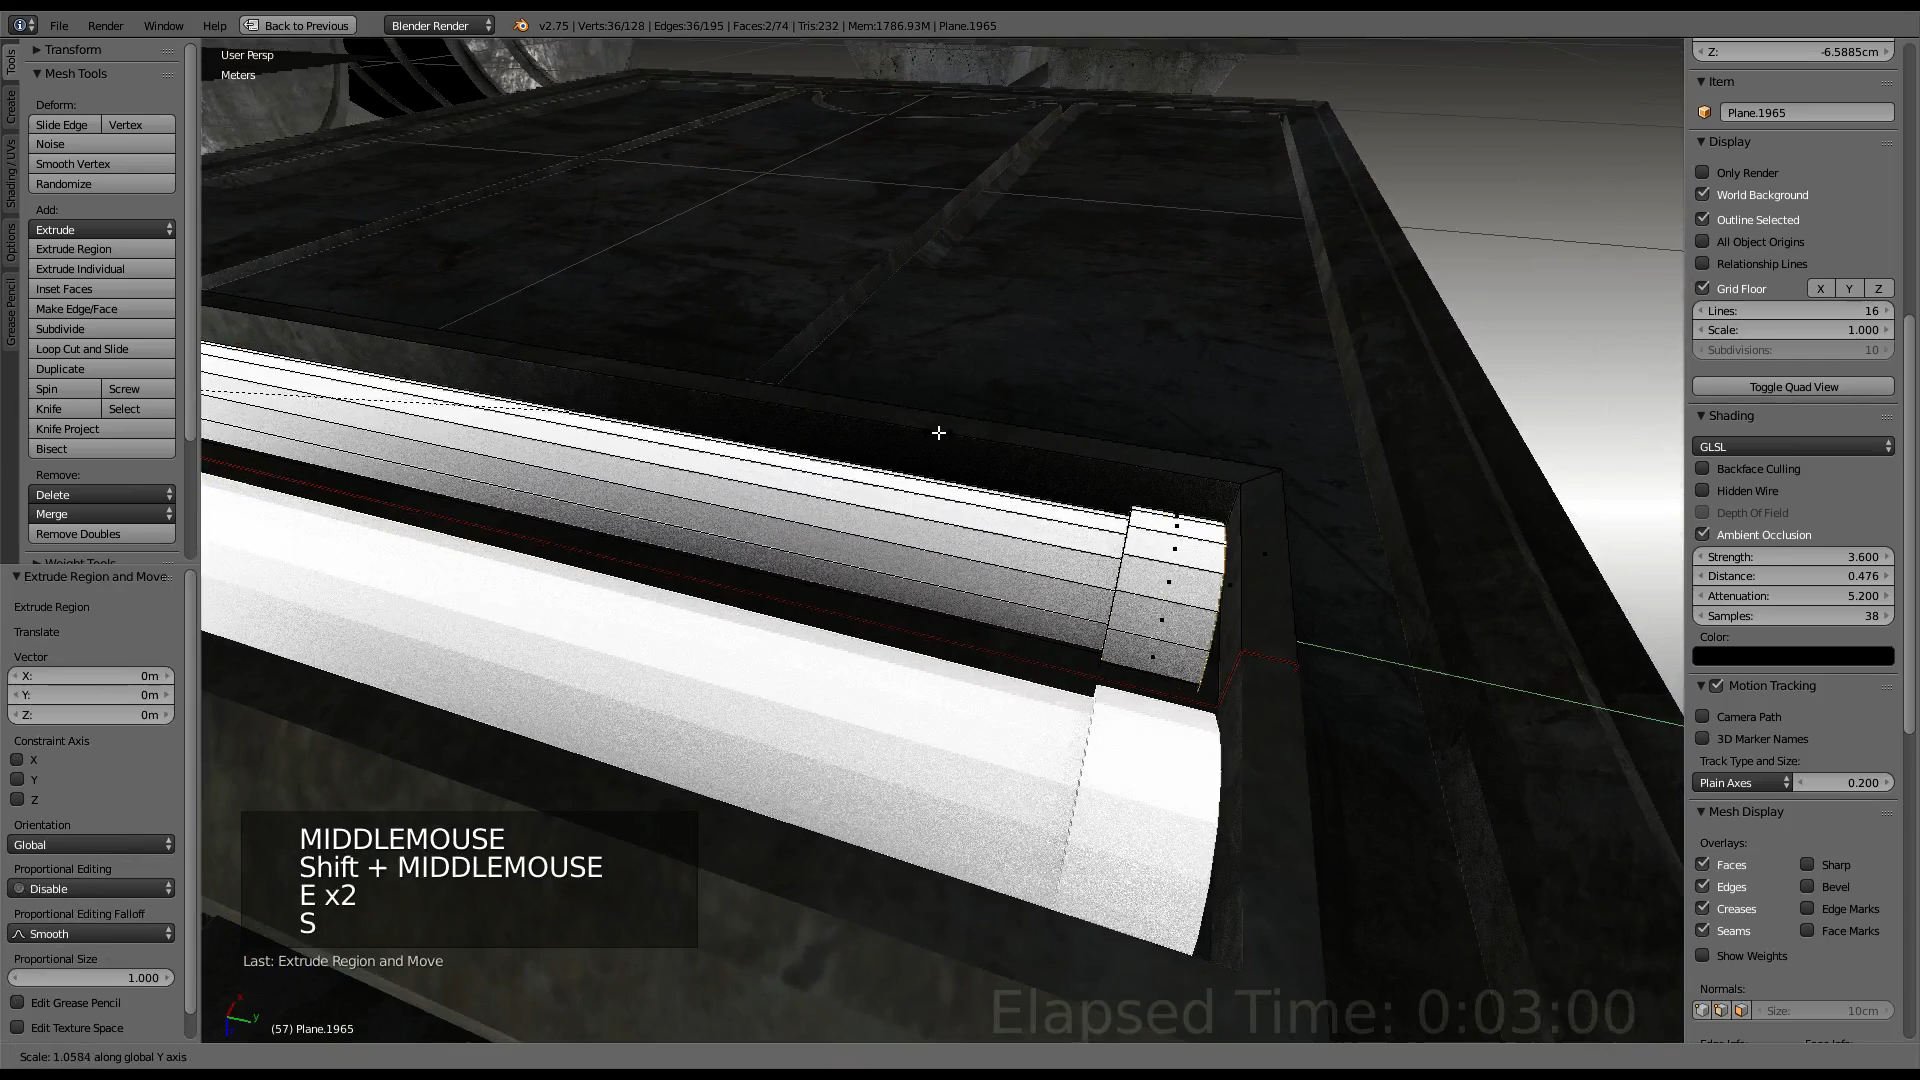 File
Render
Window
Help
Back to Previous
Blender Render
v2.75 | Verts:36/128 | Edges:36/195 | Faces:2/74 | Tris:232 | Mem:1786.93M | Plane.1965
Tools
Create
Shading / UVs
Options
Grease Pencil
Transform
Mesh Tools
Deform:
Slide Edge
Vertex
Noise
Smooth Vertex
Randomize
Add:
Extrude
Extrude Region
Extrude Individual
Inset Faces
Make Edge/Face
Subdivide
Loop Cut and Slide
Duplicate
Spin
Screw
Knife
Select
Knife Project
Bisect
Remove:
Delete
Merge
Remove Doubles
Weight Tools
Extrude Region and Move
Extrude Region
Translate
Vector
X: 0m
Y: 0m
Z: 0m
Constraint Axis
X
Y
Z
Orientation
Global
Proportional Editing
Disable
Proportional Editing Falloff
Smooth
Proportional Size
1.000
Edit Grease Pencil
Edit Texture Space
User Persp
Meters
MIDDLEMOUSE
Shift + MIDDLEMOUSE
E x2
S
Last: Extrude Region and Move
x
y
(57) Plane.1965
Elapsed Time: 0:03:00
Scale: 1.0584 along global Y axis
Z: -6.5885cm
Item
Plane.1965
Display
Only Render
World Background
Outline Selected
All Object Origins
Relationship Lines
Grid Floor X Y Z
Lines: 16
Scale: 1.000
Subdivisions: 10
Toggle Quad View
Shading
GLSL
Backface Culling
Hidden Wire
Depth Of Field
Ambient Occlusion
Strength: 3.600
Distance: 0.476
Attenuation: 5.200
Samples: 38
Color:
Motion Tracking
Camera Path
3D Marker Names
Track Type and Size:
Plain Axes 0.200
Mesh Display
Overlays:
Faces Sharp
Edges Bevel
Creases Edge Marks
Seams Face Marks
Show Weights
Normals:
Size: 10cm